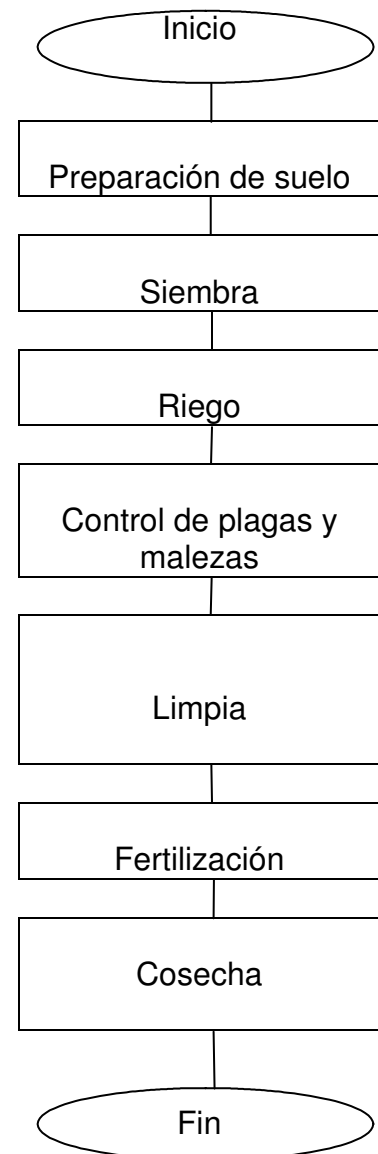 Inicio
Preparación de suelo
Siembra
Riego
Control de plagas y
malezas
Limpia
Fertilización
Cosecha
Fin